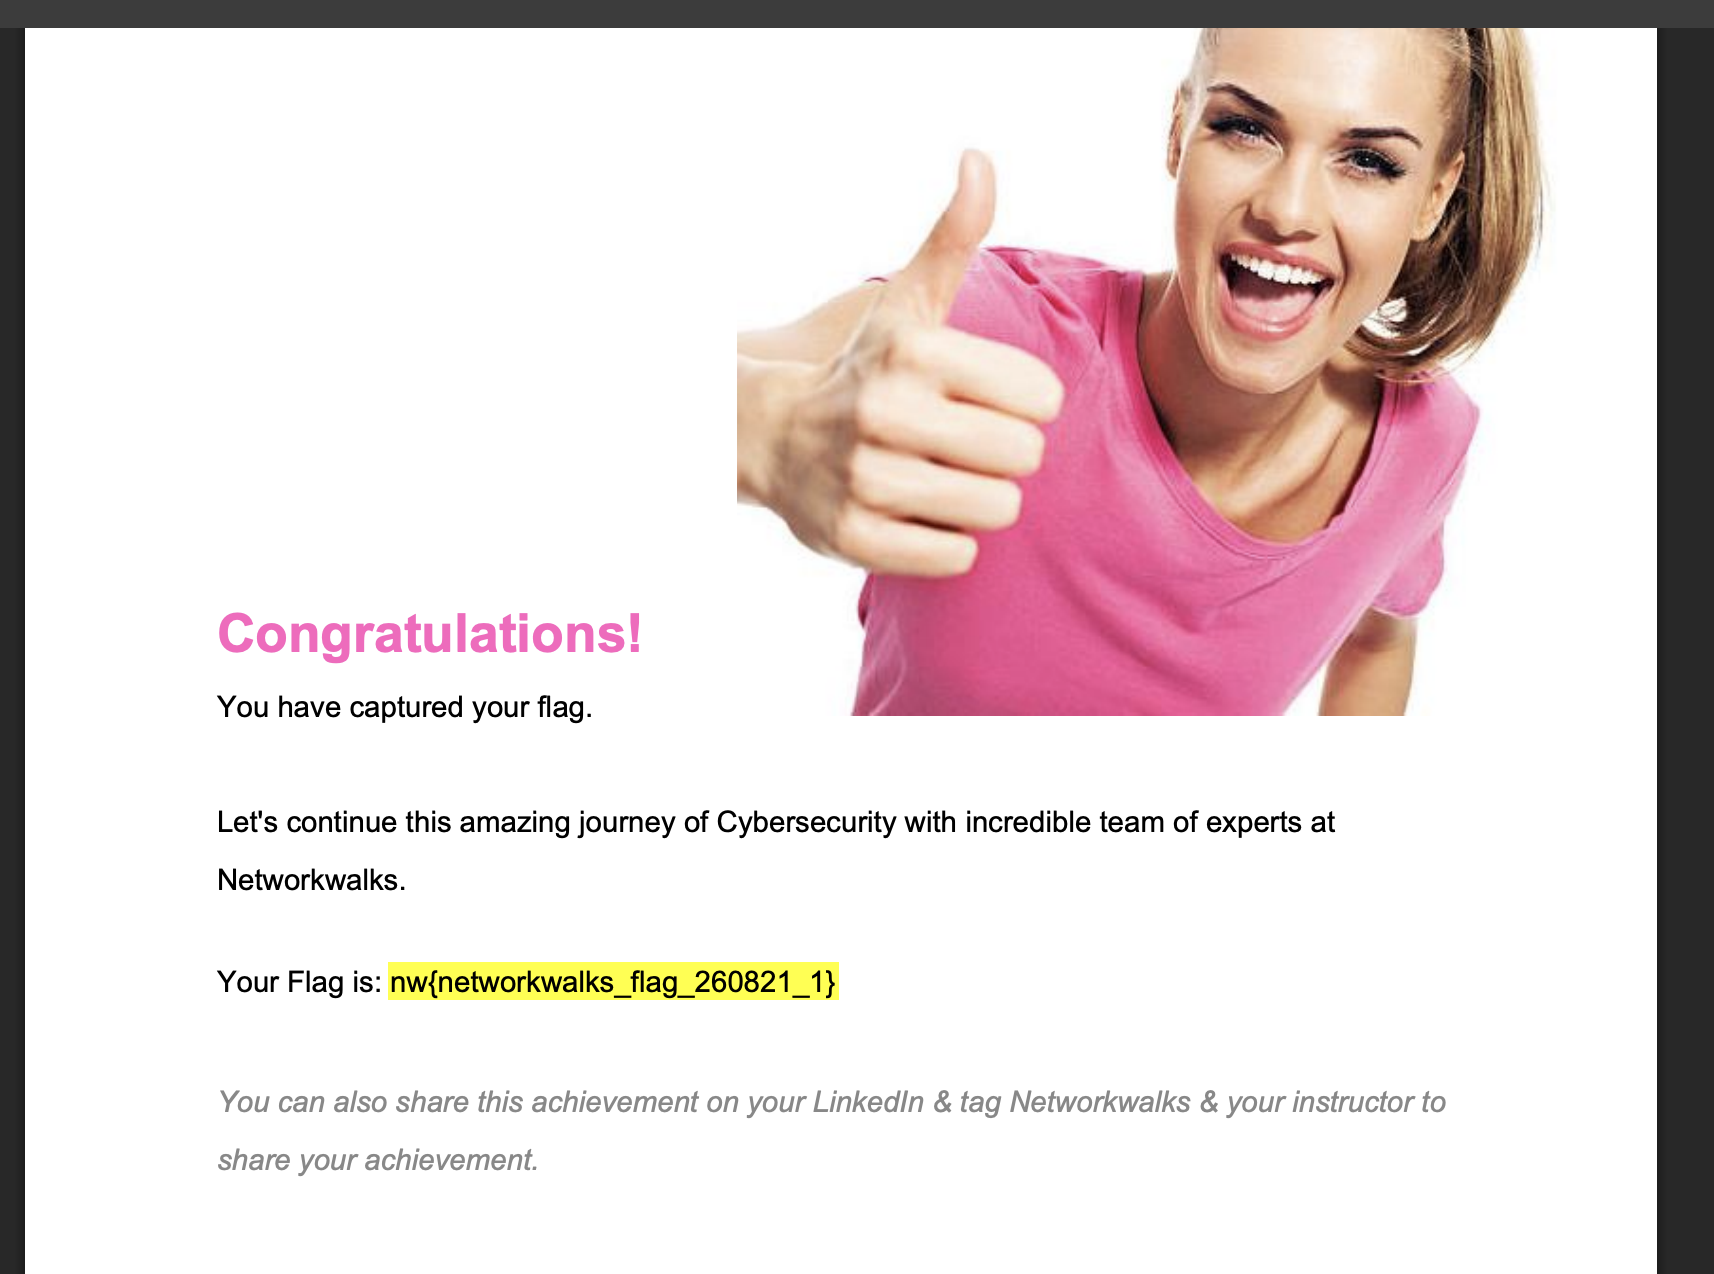 Congratulations!
You have captured your flag.
Let's continue this amazing journey of Cybersecurity with incredible team of experts at
Networkwalks.
Your Flag is: nw{networkwalks_flag_260821_1}
You can also share this achievement on your LinkedIn & tag Networkwalks & your instructor to
share your achievement.